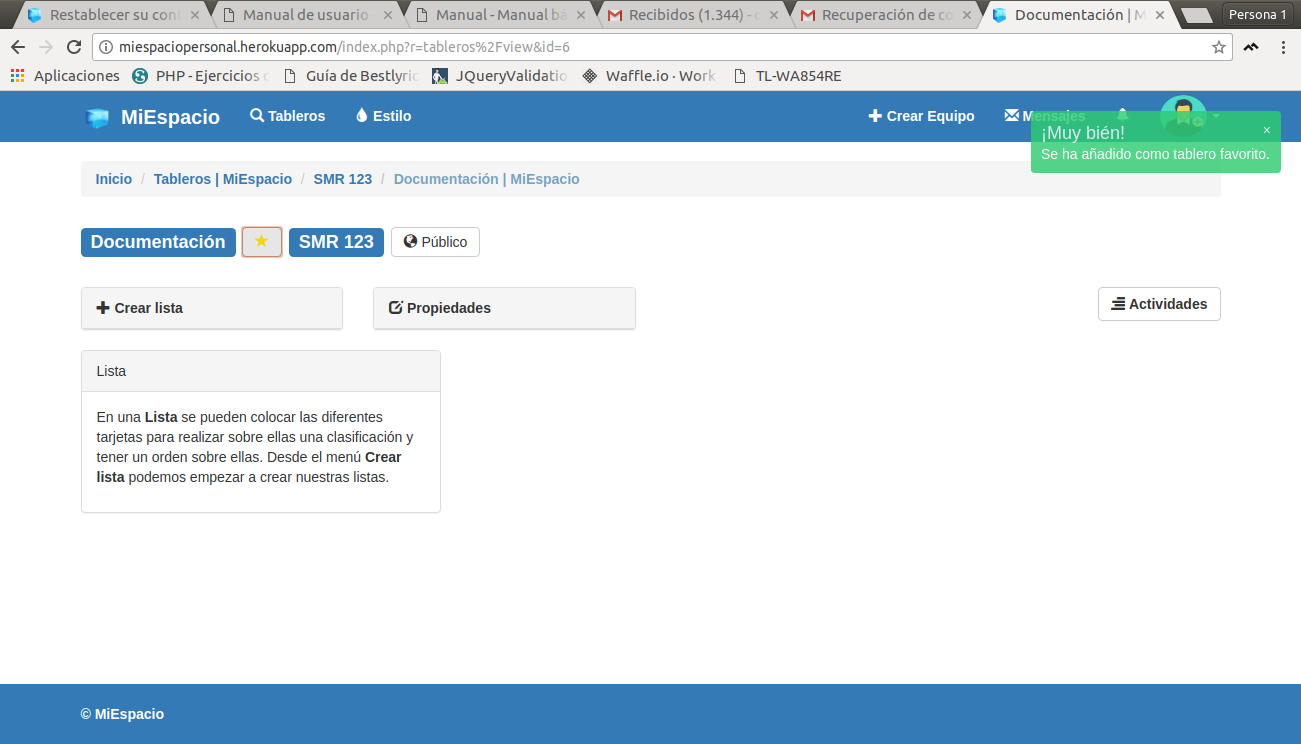 Restablecer su con
Manual de usuario
Manual - Manual bá
Recibidos (1.344) -
Recuperación de co
Documentación | M
Persona 1
miespaciopersonal.herokuapp.com/index.php?r=tableros%2Fview&id=6
Aplicaciones
PHP - Ejercicios
Guía de Bestlyric
JQueryValidatio
Waffle.io · Work
TL-WA854RE
MiEspacio
Tableros
Estilo
Crear Equipo
Mensajes
¡Muy bién!
×
Se ha añadido como tablero favorito.
Inicio / Tableros | MiEspacio / SMR 123 / Documentación | MiEspacio
Documentación
SMR 123
Público
Crear lista
Propiedades
Actividades
Lista
En una Lista se pueden colocar las diferentes
tarjetas para realizar sobre ellas una clasificación y
tener un orden sobre ellas. Desde el menú Crear
lista podemos empezar a crear nuestras listas.
© MiEspacio